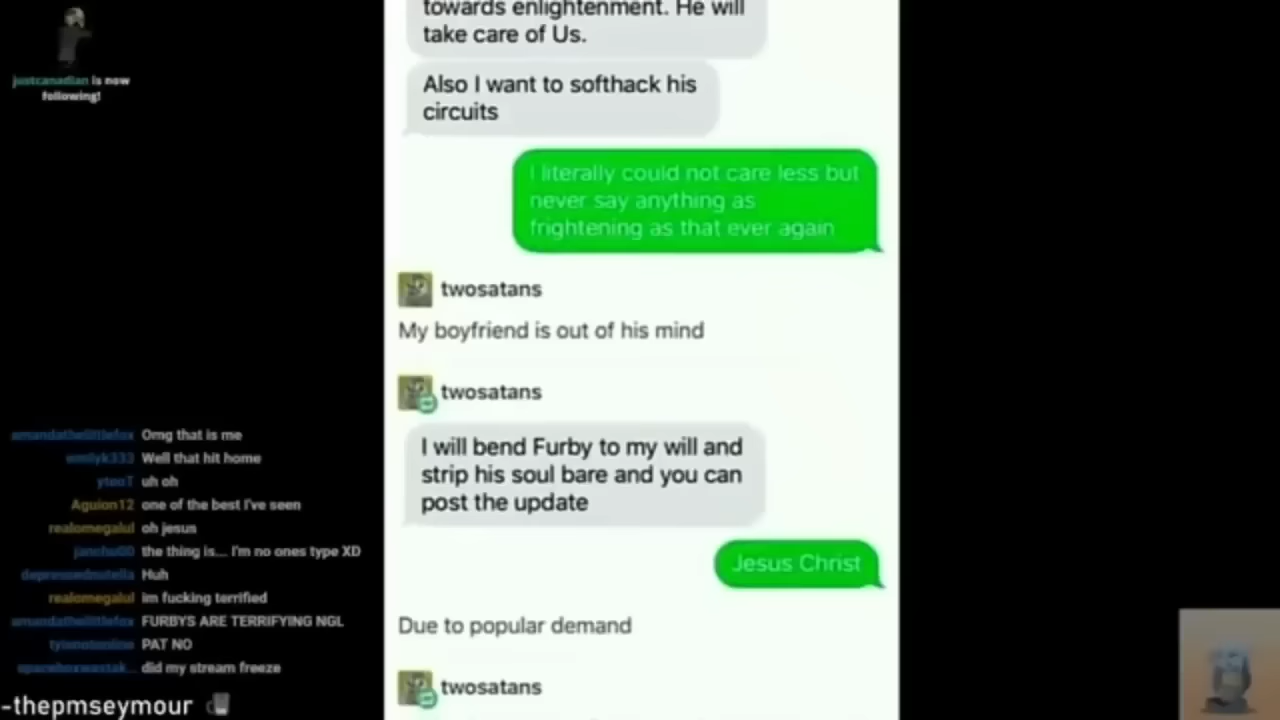 justcanadian is now
following!
towards enlightenment. He will
take care of Us.
Also I want to softhack his
circuits
I literally could not care less but
never say anything as
frightening as that ever again
twosatans
My boyfriend is out of his mind
twosatans
I will bend Furby to my will and
strip his soul bare and you can
post the update
Jesus Christ
Due to popular demand
twosatans
amandathelittlefox Omg that is me
emilyk333 Well that hit home
uh oh
Aguion12 one of the best I've seen
realomegalul oh jesus
the thing is... I'm no ones type XD
depressednutella Huh
realomegalul im fucking terrified
amandathelittlefox FURBYS ARE TERRIFYING NGL
PAT NO
did my stream freeze
-thepmseymour